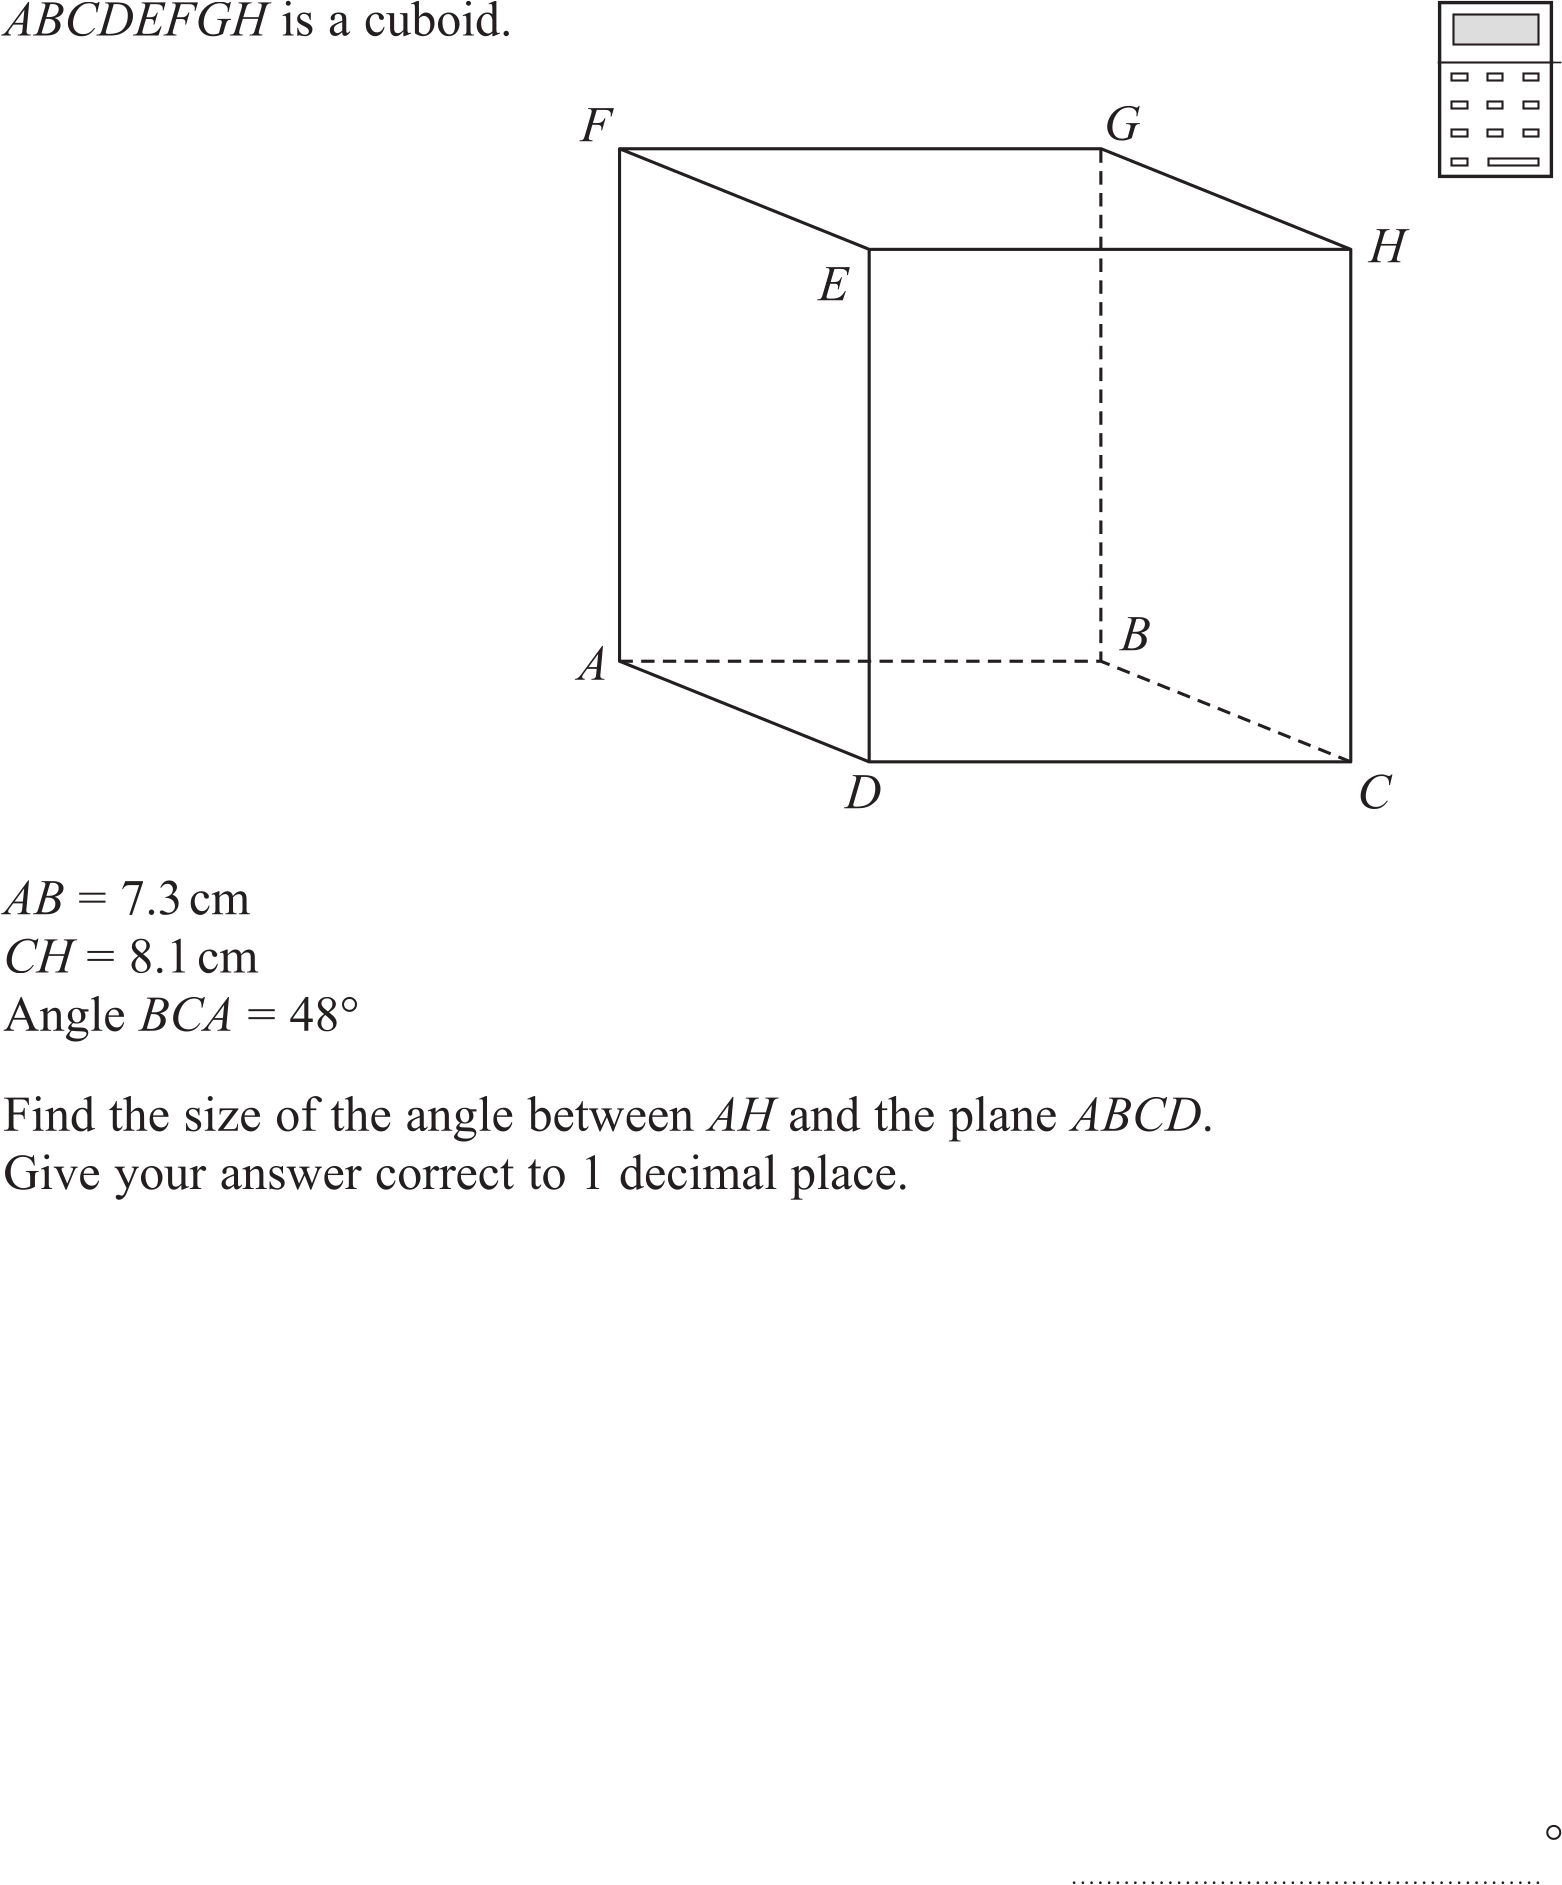 ABCDEFGH is a cuboid.
F
G
H
E
B
A
D
C
AB = 7.3 cm
CH = 8.1 cm
Angle BCA = 48°
Find the size of the angle between AH and the plane ABCD.
Give your answer correct to 1 decimal place.
°